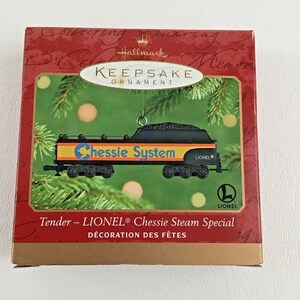 Hallmark
KEEPSAKE
ORNAMENT
Chessie System
LIONEL®
LIONEL
Tender – LIONEL® Chessie Steam Special
DÉCORATION DES FÊTES